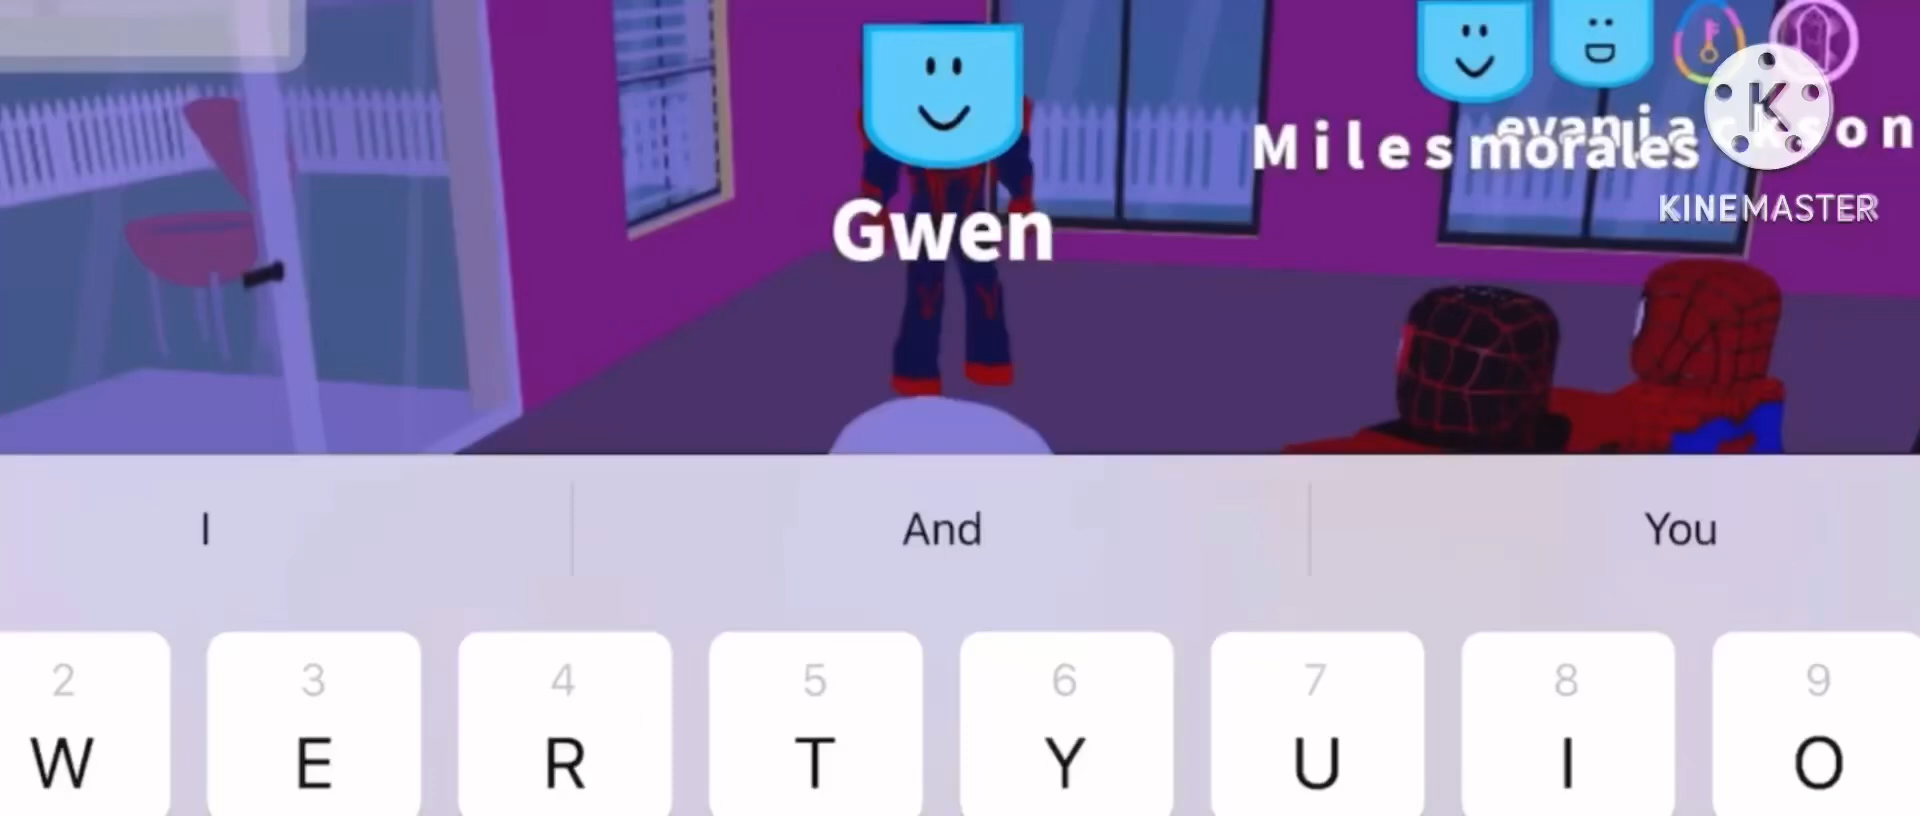 Miles morales
KINEMASTER
Gwen
I And You
2 3 4 5 6 7 8 9
W E R T Y U I O